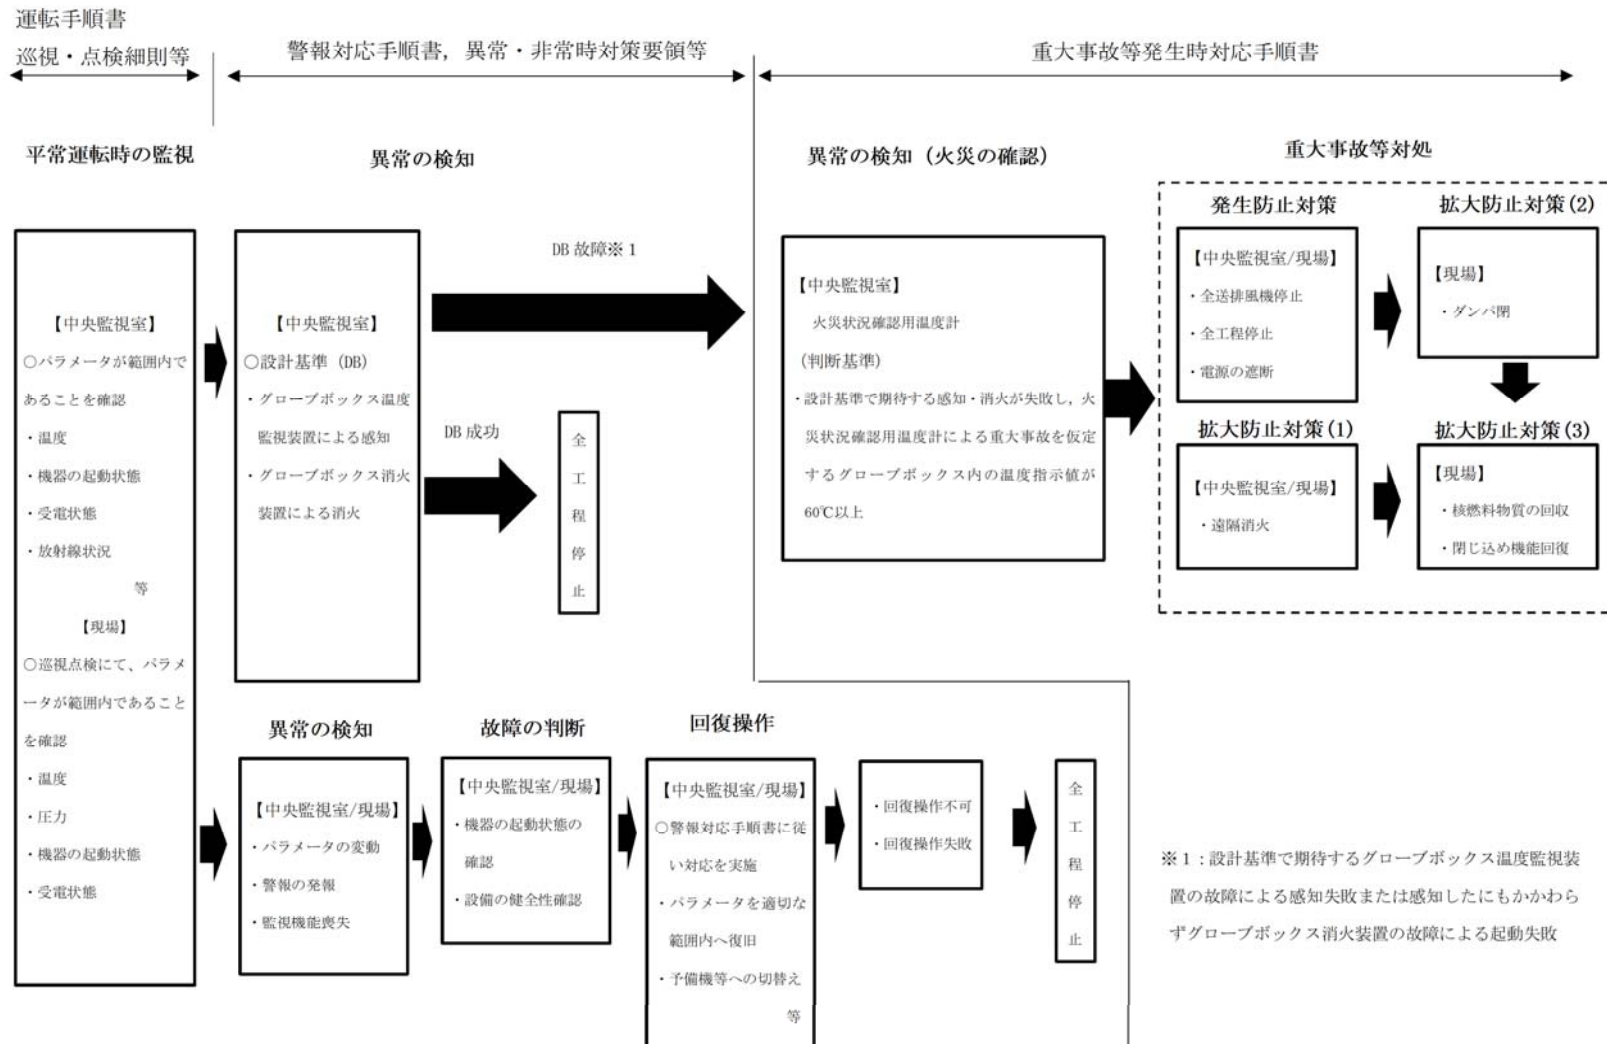 運転手順書
巡視・点検細則等
警報対応手順書，異常・非常時対策要領等
重大事故等発生時対応手順書
平常運転時の監視
【中央監視室】
○パラメータが範囲内で
あることを確認
・温度
・機器の起動状態
・受電状態
・放射線状況
等
【現場】
○巡視点検にて、パラメ
ータが範囲内であること
を確認
・温度
・圧力
・機器の起動状態
・受電状態
異常の検知
【中央監視室】
○設計基準（DB）
・グローブボックス温度
監視装置による感知
・グローブボックス消火
装置による消火
DB 故障※１
DB 成功
全
工
程
停
止
異常の検知（火災の確認）
【中央監視室】
火災状況確認用温度計
(判断基準)
・設計基準で期待する感知・消火が失敗し，火
災状況確認用温度計による重大事故を仮定
するグローブボックス内の温度指示値が
60℃以上
重大事故等対処
発生防止対策
【中央監視室/現場】
・全送排風機停止
・全工程停止
・電源の遮断
拡大防止対策(2)
【現場】
・ダンパ閉
拡大防止対策(1)
【中央監視室/現場】
・遠隔消火
拡大防止対策(3)
【現場】
・核燃料物質の回収
・閉じ込め機能回復
異常の検知
【中央監視室/現場】
・パラメータの変動
・警報の発報
・監視機能喪失
故障の判断
【中央監視室/現場】
・機器の起動状態の
確認
・設備の健全性確認
回復操作
【中央監視室/現場】
○警報対応手順書に従
い対応を実施
・パラメータを適切な
範囲内へ復旧
・予備機等への切替え
等
・回復操作不可
・回復操作失敗
全
工
程
停
止
※１：設計基準で期待するグローブボックス温度監視装
置の故障による感知失敗または感知したにもかかわら
ずグローブボックス消火装置の故障による起動失敗